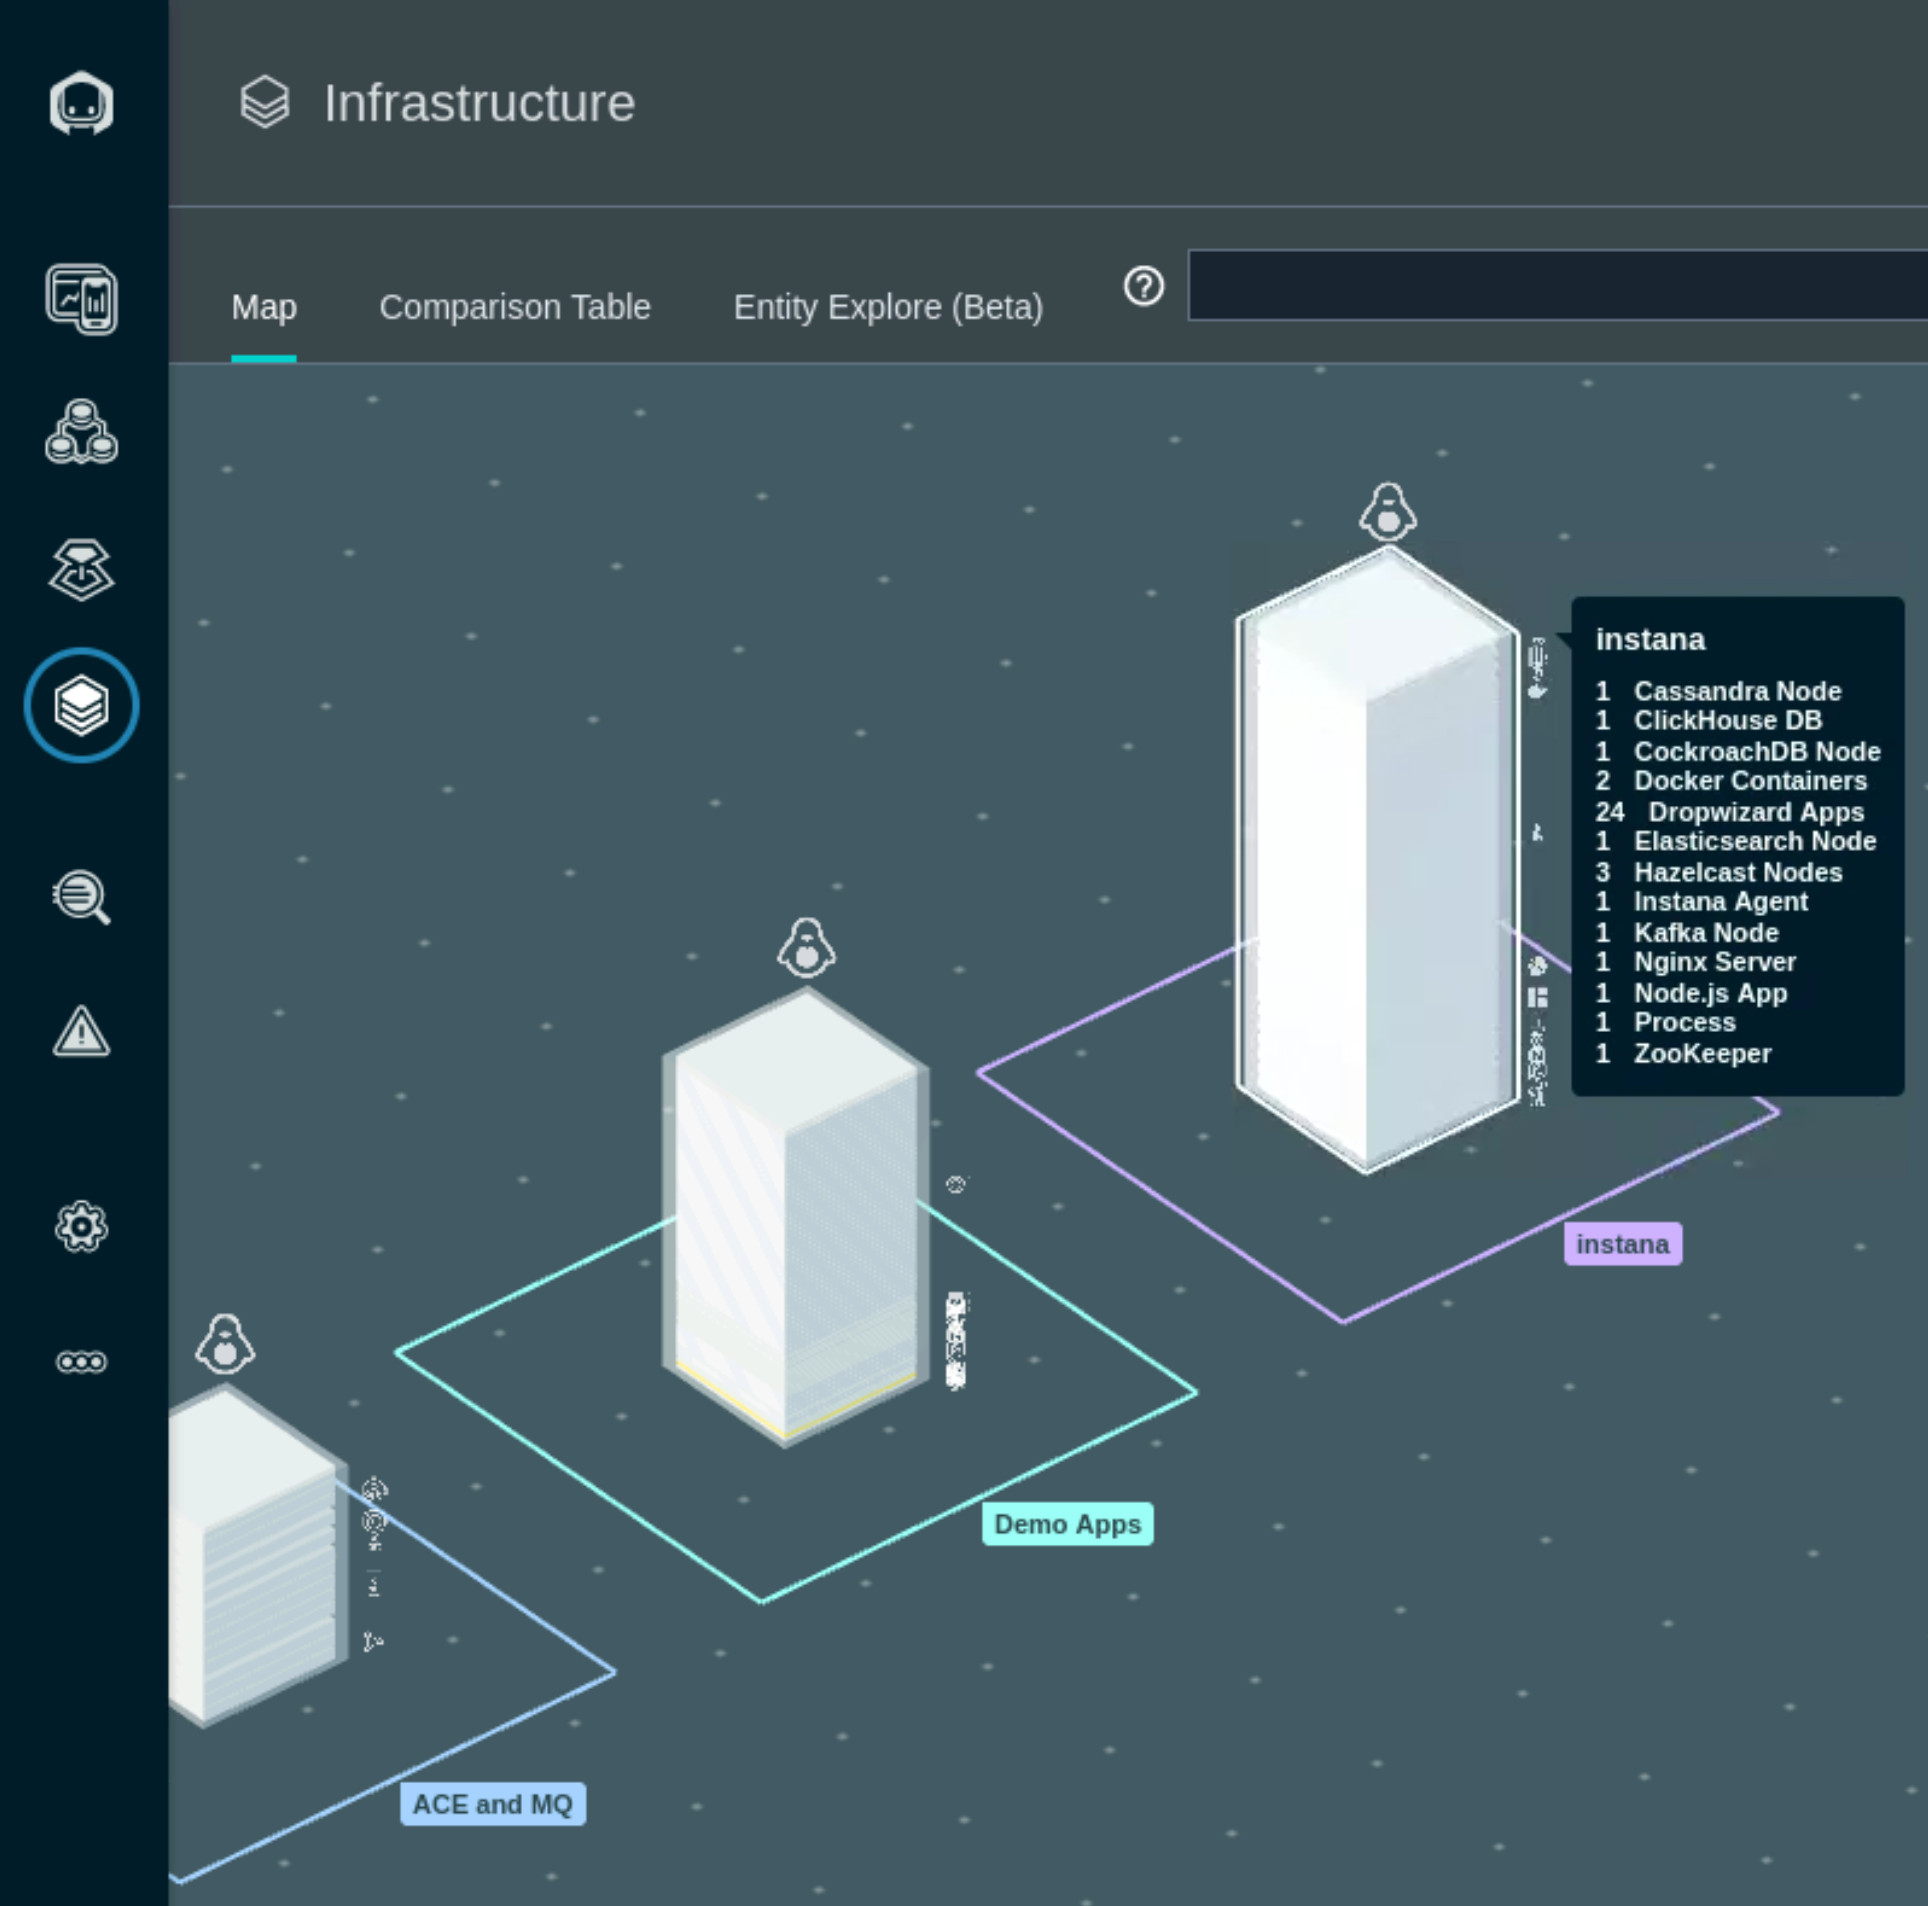 Infrastructure
Map
Comparison Table
Entity Explore (Beta)
instana
1 Cassandra Node
1 ClickHouse DB
1 CockroachDB Node
2 Docker Containers
24 Dropwizard Apps
1 Elasticsearch Node
3 Hazelcast Nodes
1 Instana Agent
1 Kafka Node
1 Nginx Server
1 Node.js App
1 Process
1 ZooKeeper
instana
Demo Apps
ACE and MQ